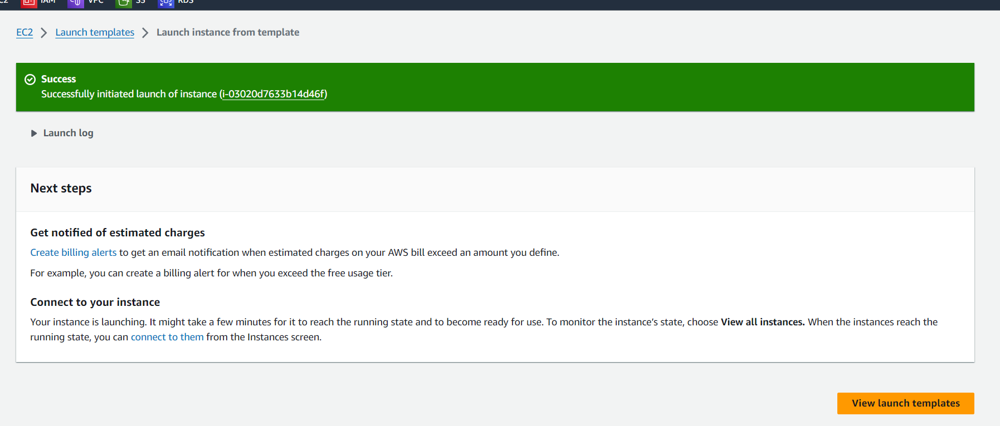 C2 IAM VPC S3 RDS
EC2 Launch templates Launch instance from template
Success
Successfully initiated launch of instance (i-03020d7633b14d46f)
Launch log
Next steps
Get notified of estimated charges
Create billing alerts to get an email notification when estimated charges on your AWS bill exceed an amount you define.
For example, you can create a billing alert for when you exceed the free usage tier.
Connect to your instance
Your instance is launching. It might take a few minutes for it to reach the running state and to become ready for use. To monitor the instance's state, choose View all instances. When the instances reach the
running state, you can connect to them from the Instances screen.
View launch templates